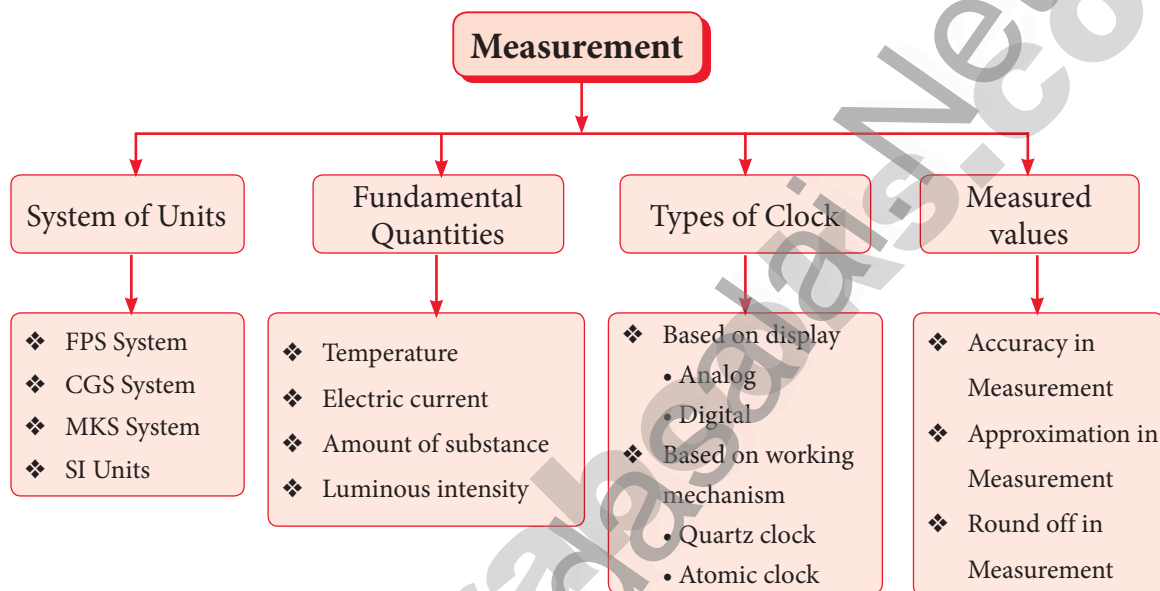 Measurement
System of Units
Fundamental
Quantities
Types of Clock
Measured
values
❖ FPS System
❖ CGS System
❖ MKS System
❖ SI Units
❖ Temperature
❖ Electric current
❖ Amount of substance
❖ Luminous intensity
❖ Based on display
• Analog
• Digital
❖ Based on working
mechanism
• Quartz clock
• Atomic clock
❖ Accuracy in
Measurement
❖ Approximation in
Measurement
❖ Round off in
Measurement